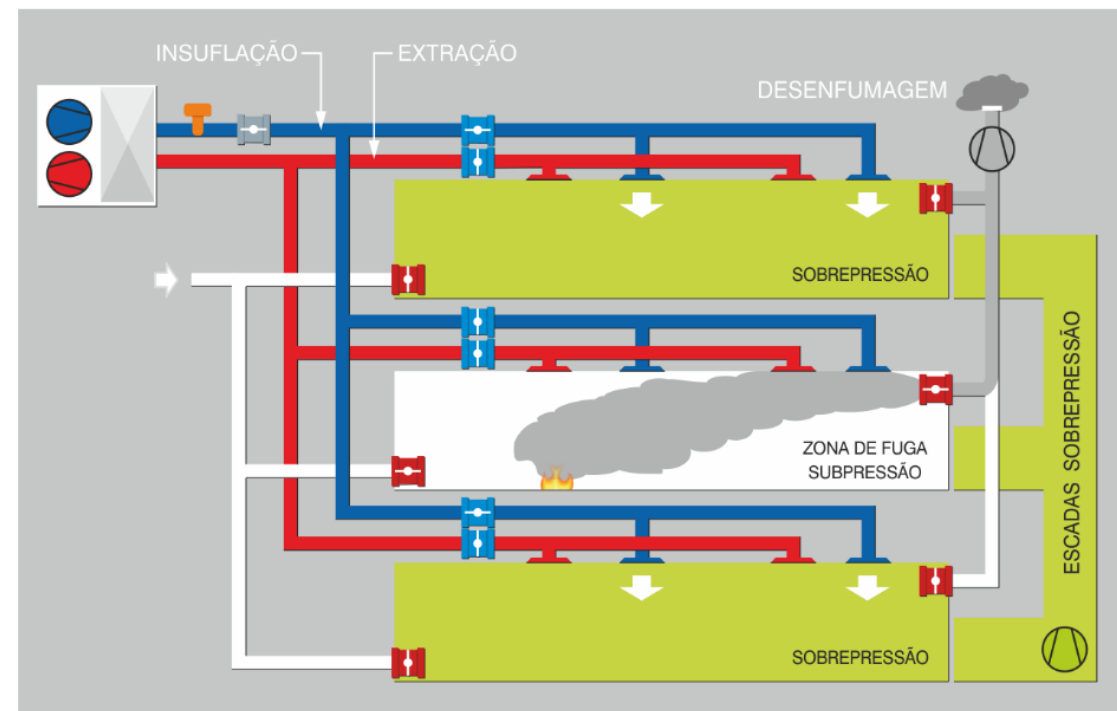 INSUFLAÇÃO
EXTRAÇÃO
DESENFUMAGEM
SOBREPRESSÃO
ZONA DE FUGA
SUBPRESSÃO
SOBREPRESSÃO
ESCADAS SOBREPRESSÃO